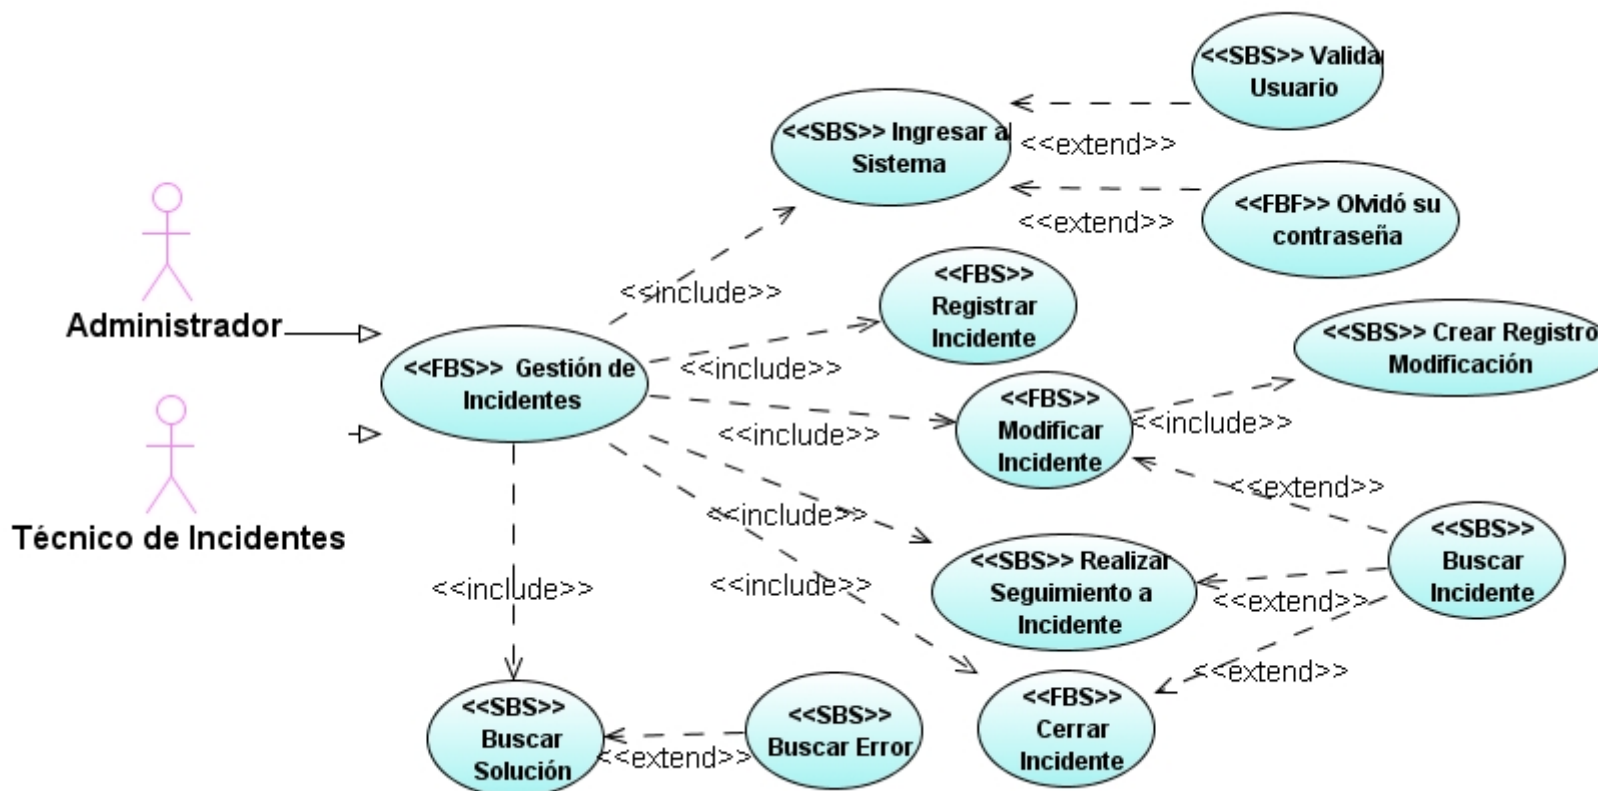 <<SBS>> Valida
Usuario
<<SBS>> Ingresar al
Sistema
<<extend>>
<<FBF>> Olvidó su
contraseña
<<extend>>
<<include>>
<<FBS>>
Registrar
Incidente
Administrador
<<SBS>> Crear Registro
Modificación
<<FBS>> Gestión de
Incidentes
<<include>>
<<FBS>>
Modificar
Incidente
<<include>>
<<include>>
<<extend>>
<<include>>
Técnico de Incidentes
<<SBS>>
Buscar
Incidente
<<SBS>> Realizar
Seguimiento a
Incidente
<<include>>
<<include>>
<<extend>>
<<extend>>
<<SBS>>
Buscar
Solución
<<SBS>>
Buscar Error
<<extend>>
<<FBS>>
Cerrar
Incidente